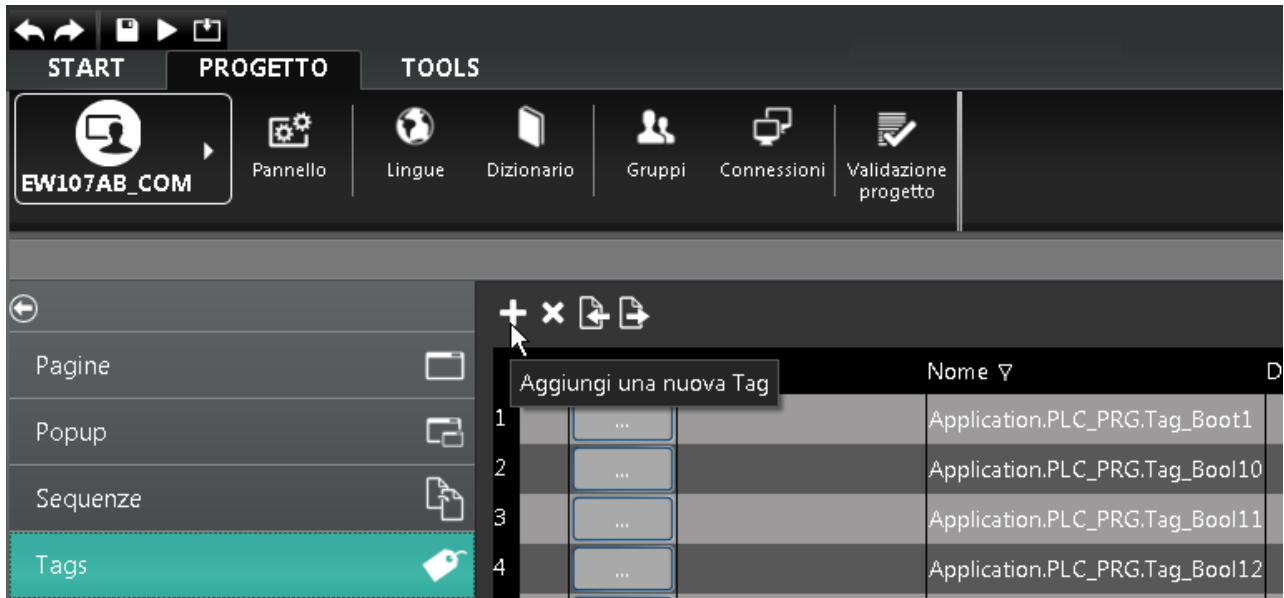 START PROGETTO TOOLS
EW107AB_COM
Pannello
Lingue
Dizionario
Gruppi
Connessioni
Validazione
progetto
Pagine
Popup
Sequenze
Tags
Aggiungi una nuova Tag
Nome D
1 ... Application.PLC_PRG.Tag_Boot1
2 ... Application.PLC_PRG.Tag_Bool10
3 ... Application.PLC_PRG.Tag_Bool11
4 ... Application.PLC_PRG.Tag_Bool12